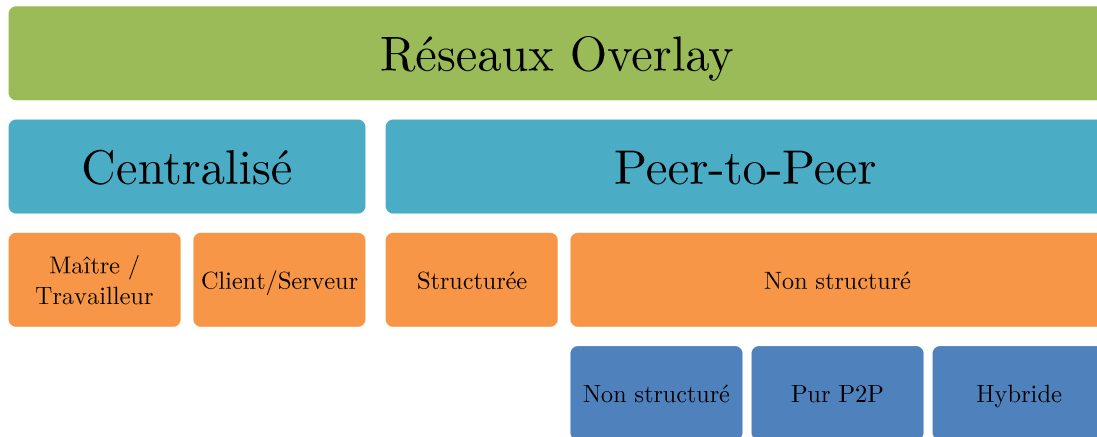 Réseaux Overlay
Centralisé
Peer-to-Peer
Maître /
Travailleur
Client/Serveur
Structurée
Non structuré
Non structuré
Pur P2P
Hybride